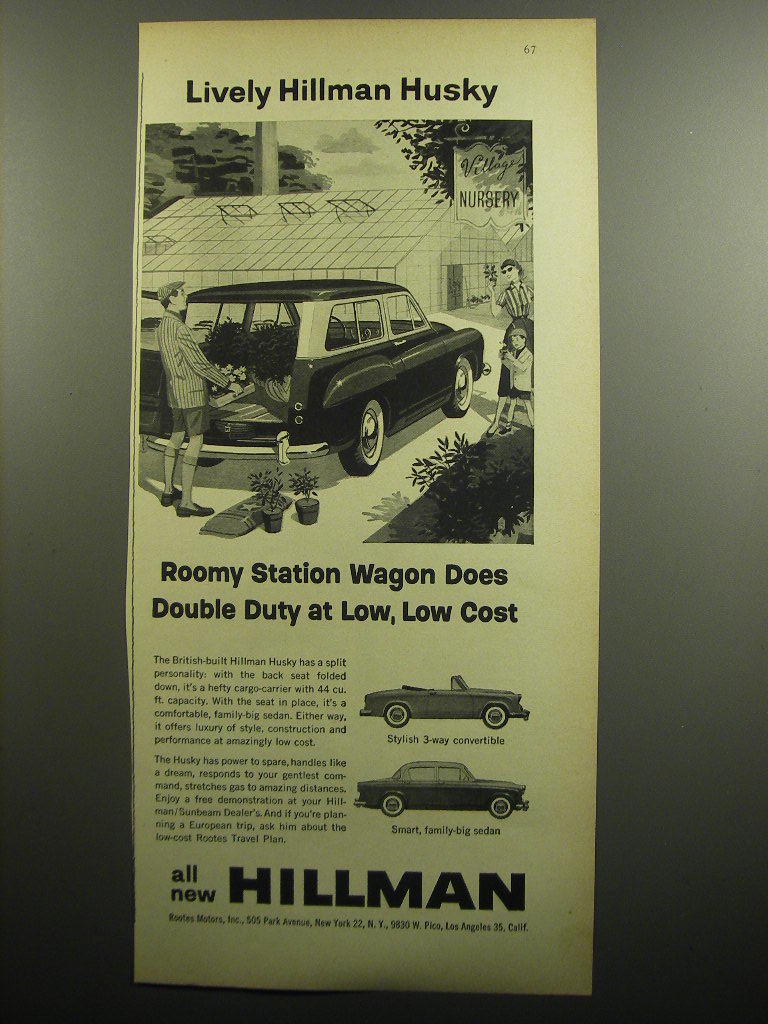 67
Lively Hillman Husky
Village
NURSERY
Roomy Station Wagon Does
Double Duty at Low, Low Cost
The British-built Hillman Husky has a split
personality: with the back seat folded
down, it's a hefty cargo-carrier with 44 cu.
ft. capacity. With the seat in place, it's a
comfortable, family-big sedan. Either way,
it offers luxury of style, construction and
performance at amazingly low cost.
The Husky has power to spare, handles like
a dream, responds to your gentlest com-
mand, stretches gas to amazing distances.
Enjoy a free demonstration at your Hill-
man/Sunbeam Dealer's. And if you're plan-
ning a European trip, ask him about the
low-cost Rootes Travel Plan.
Stylish 3-way convertible
Smart, family-big sedan
all
new HILLMAN
Rootes Motors, Inc., 505 Park Avenue, New York 22, N. Y., 9830 W. Pico, Los Angeles 35, Calif.